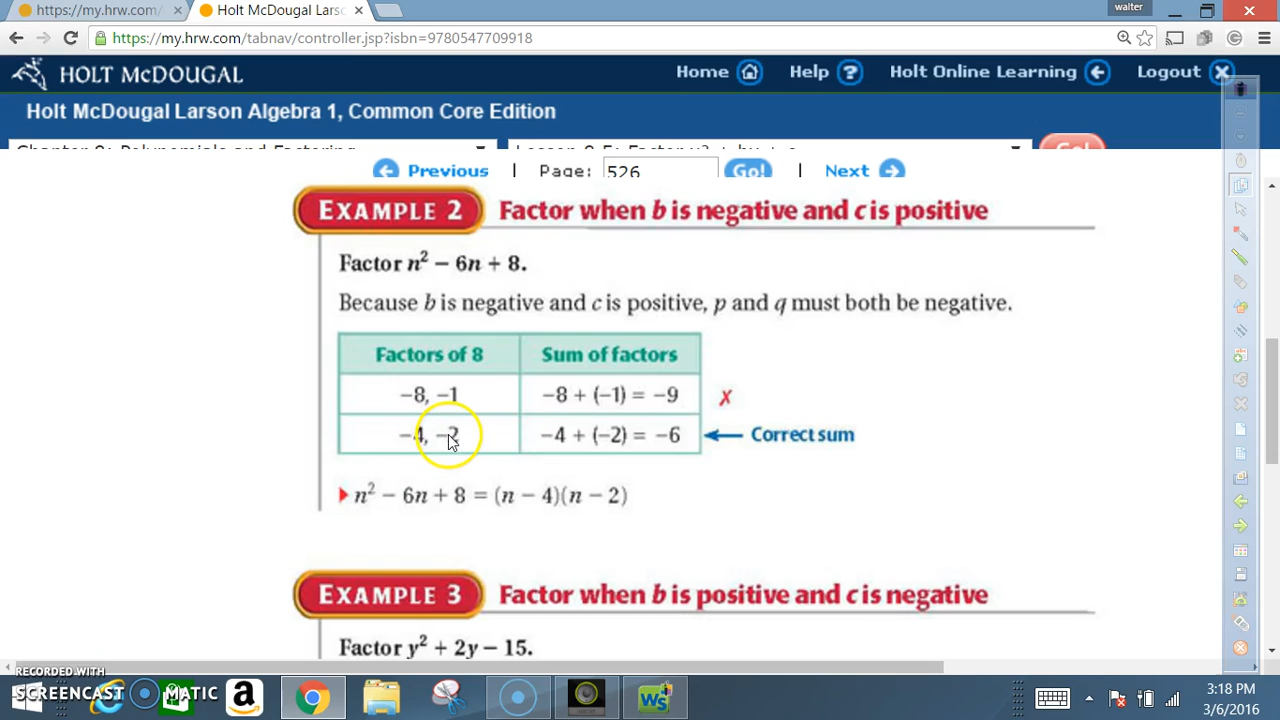 https://my.hrw.com/tabnav/
Holt McDougal Lars
walter
https://my.hrw.com/tabnav/controller.jsp?isbn=9780547709918
HOLT MCDOUGAL
Home
Help
Holt Online Learning
Logout
Holt McDougal Larson Algebra 1, Common Core Edition
Previous | Page: 526 Go! | Next
EXAMPLE 2 Factor when b is negative and c is positive
Factor n² − 6n + 8.
Because b is negative and c is positive, p and q must both be negative.
Factors of 8 Sum of factors
−8, −1 −8 + (−1) = −9 ✗
−4, −2 −4 + (−2) = −6 Correct sum
n² − 6n + 8 = (n − 4)(n − 2)
EXAMPLE 3 Factor when b is positive and c is negative
Factor y² + 2y − 15.
RECORDED WITH
SCREENCAST MATIC
3:18 PM
3/6/2016